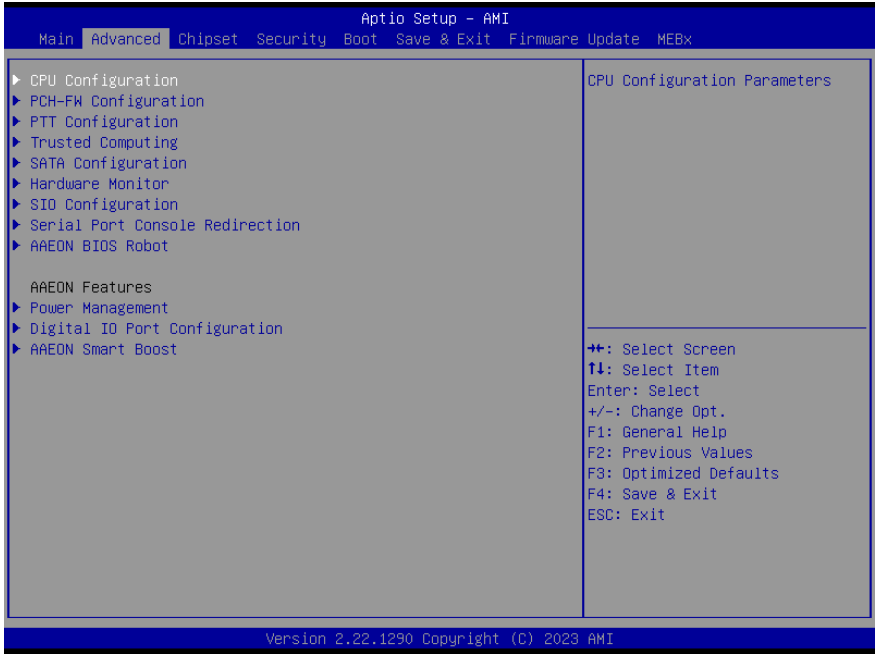 Aptio Setup – AMI
Main Advanced Chipset Security Boot Save & Exit Firmware Update MEBx
CPU Configuration
PCH-FW Configuration
PTT Configuration
Trusted Computing
SATA Configuration
Hardware Monitor
SIO Configuration
Serial Port Console Redirection
AAEON BIOS Robot
AAEON Features
Power Management
Digital IO Port Configuration
AAEON Smart Boost
CPU Configuration Parameters
→←: Select Screen
↑↓: Select Item
Enter: Select
+/-: Change Opt.
F1: General Help
F2: Previous Values
F3: Optimized Defaults
F4: Save & Exit
ESC: Exit
Version 2.22.1290 Copyright (C) 2023 AMI